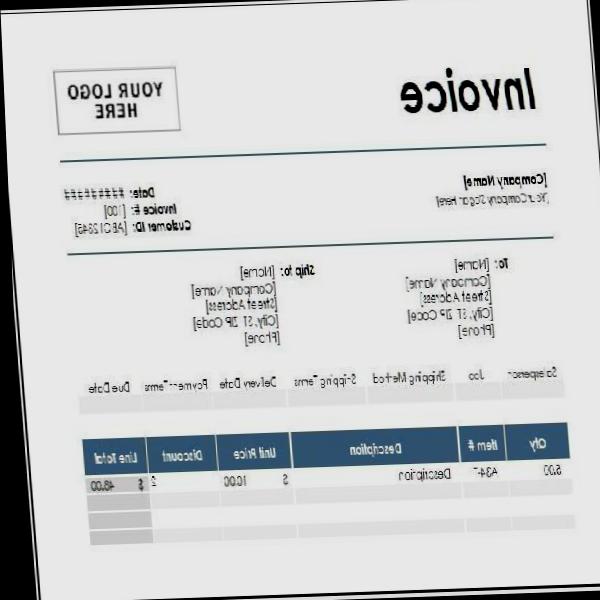 Invoice
YOUR LOGO
HERE
[Company Name]
[Your Company Slogan Here]
Date: #######
Invoice #: [100]
Customer ID: [ABC12345]
To: [Name]
[Company Name]
[Street Address]
[City, ST ZIP Code]
[Phone]
Ship to: [Name]
[Company Name]
[Street Address]
[City, ST ZIP Code]
[Phone]
Salesperson Job Shipping Method Shipping Terms Delivery Date Payment Terms Due Date
Qty Item # Description Unit Price Discount Line Total
5.00 Description $ 10.00 2 $ 48.00